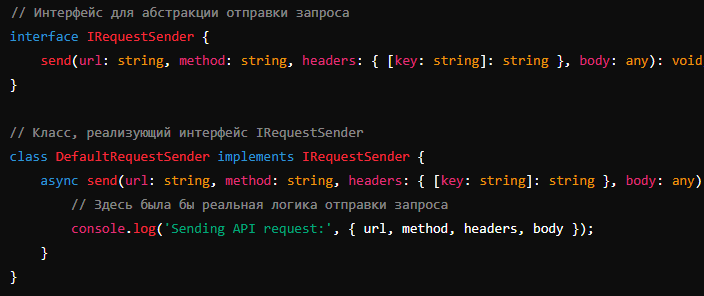 // Интерфейс для абстракции отправки запроса
interface IRequestSender {
    send(url: string, method: string, headers: { [key: string]: string }, body: any): void
}

// Класс, реализующий интерфейс IRequestSender
class DefaultRequestSender implements IRequestSender {
    async send(url: string, method: string, headers: { [key: string]: string }, body: any)
        // Здесь была бы реальная логика отправки запроса
        console.log('Sending API request:', { url, method, headers, body });
    }
}